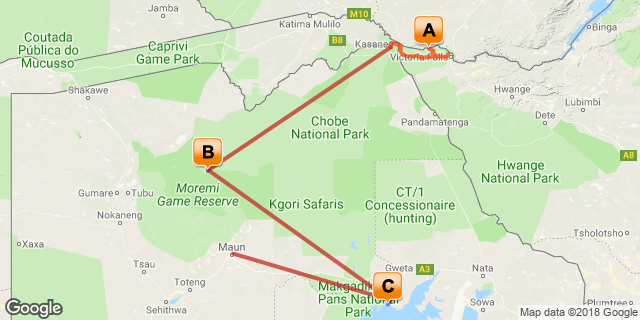 Jamba
Katima Mulilo
M10
Coutada
Pública do
Mucusso
Caprivi
Game Park
B8
Kasane
A
Victoria Falls
Binga
Shakawe
Hwange
Lubimbi
Dete
Pandamatenga
Chobe
National Park
A8
B
Moremi
Game Reserve
Hwange
National Park
Gumare
Tubu
Nokaneng
Kgori Safaris
CT/1
Concessionaire
(hunting)
Tsholotsho
Xaxa
Maun
Tsau
Toteng
Sehithwa
Gweta
A3
Nata
C
Makgadi
Pans National
Park
Sowa
Plumtree
Google
Map data ©2018 Google